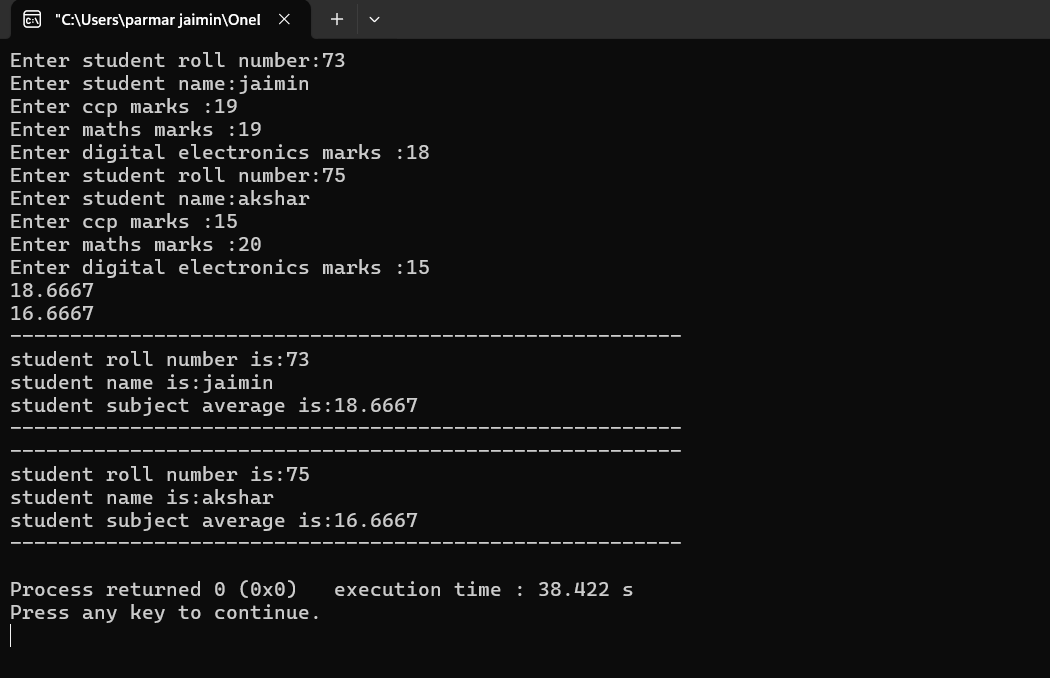 "C:\Users\parmar jaimin\OneI
Enter student roll number:73
Enter student name:jaimin
Enter ccp marks :19
Enter maths marks :19
Enter digital electronics marks :18
Enter student roll number:75
Enter student name:akshar
Enter ccp marks :15
Enter maths marks :20
Enter digital electronics marks :15
18.6667
16.6667
--------------------------------------------------------
student roll number is:73
student name is:jaimin
student subject average is:18.6667
--------------------------------------------------------
--------------------------------------------------------
student roll number is:75
student name is:akshar
student subject average is:16.6667
--------------------------------------------------------
Process returned 0 (0x0)   execution time : 38.422 s
Press any key to continue.